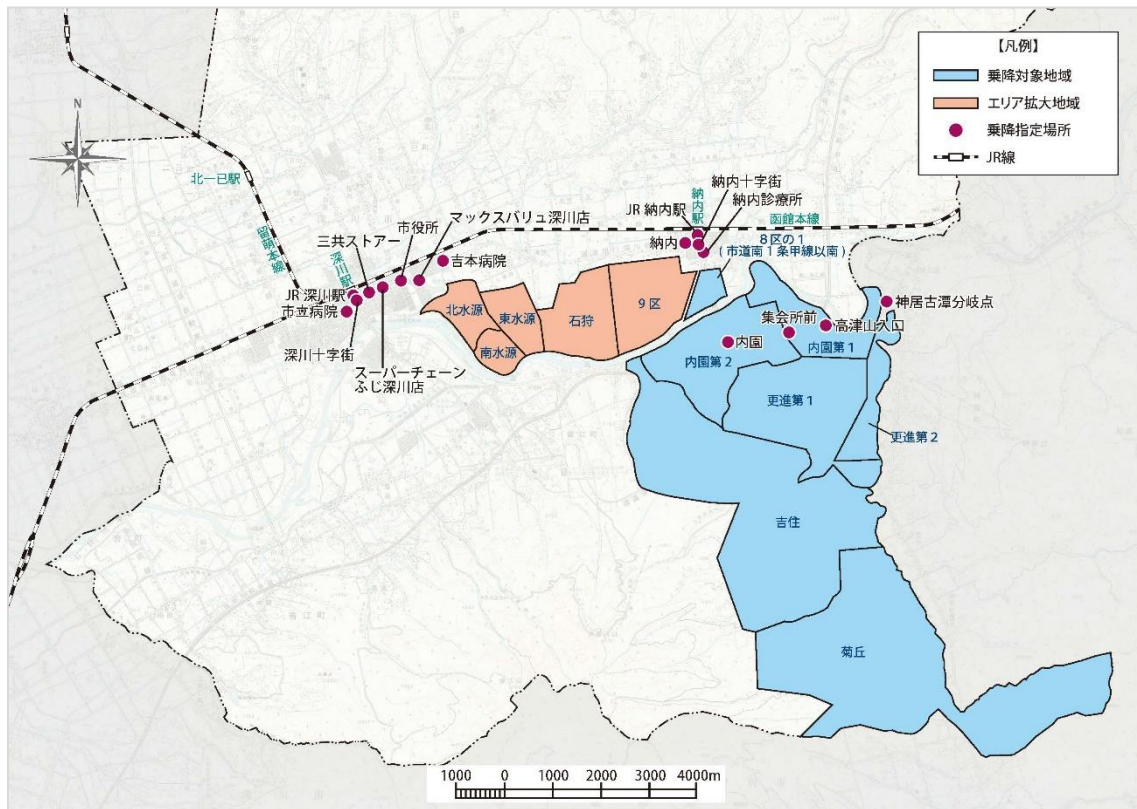 【凡例】
乗降対象地域
エリア拡大地域
乗降指定場所
JR線
N
北一已駅
留萌本線
深川駅
三共ストアー
市役所
マックスバリュ深川店
吉本病院
JR 深川駅
市立病院
深川十字街
スーパーチェーン
ふじ深川店
納内十字街
納内診療所
JR 納内駅
納内駅
函館本線
納内
8区の1
(市道南1条甲線以南)
北水源
東水源
南水源
石狩
9区
神居古潭分岐点
集会所前
高津山入口
内園
内園第1
内園第2
更進第1
更進第2
吉住
菊丘
1000 0 1000 2000 3000 4000m